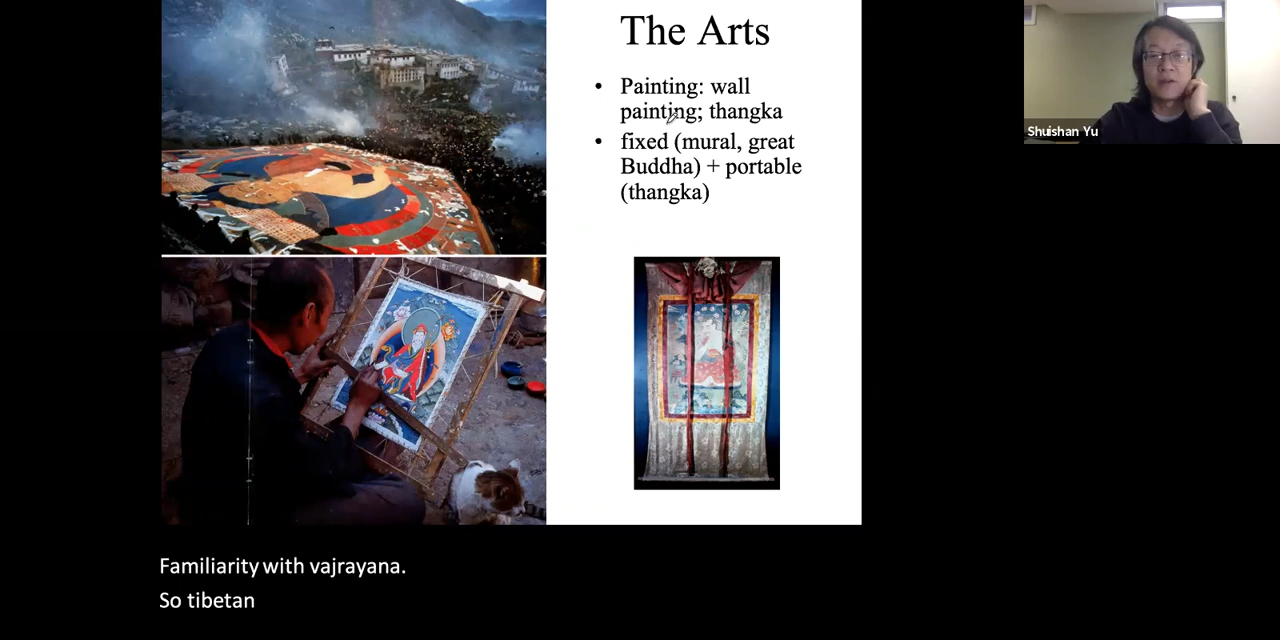 The Arts
• Painting: wall
painting; thangka
• fixed (mural, great
Buddha) + portable
(thangka)
Shuishan Yu
Familiarity with vajrayana.
So tibetan